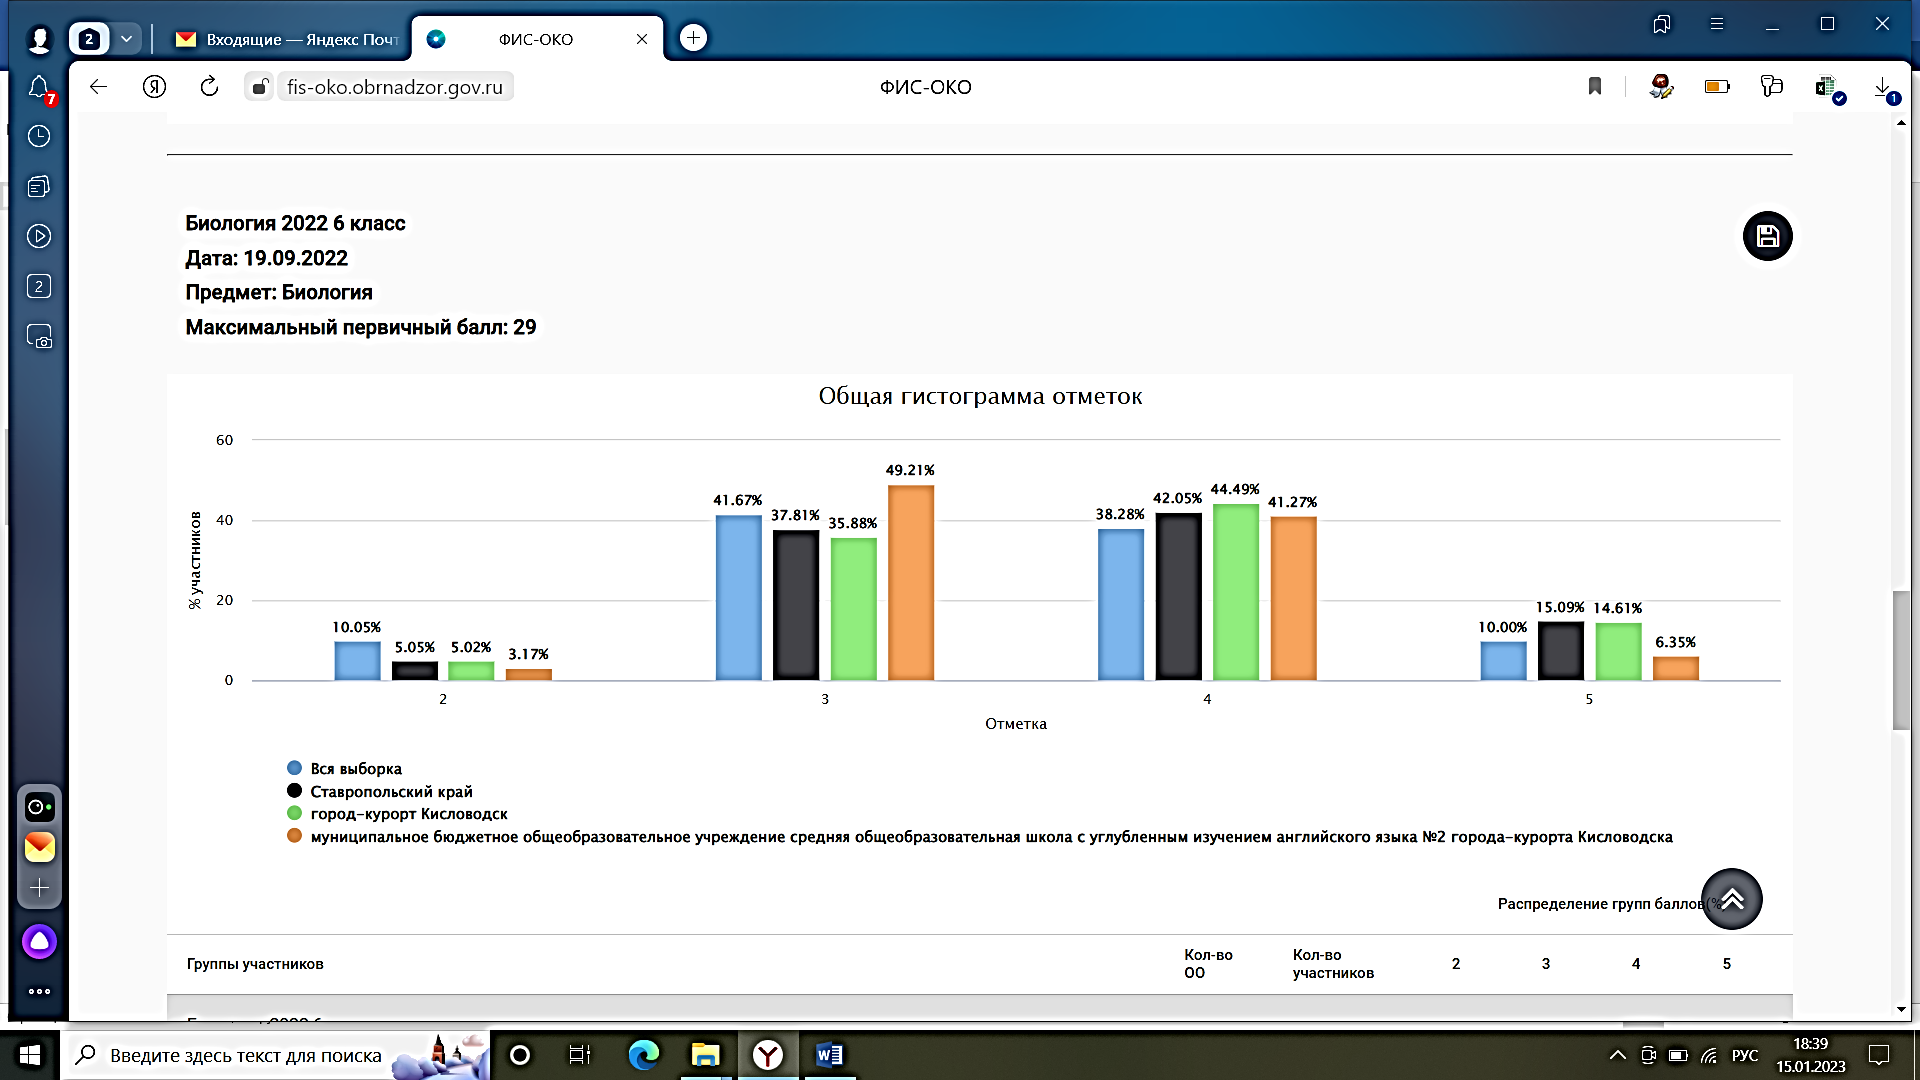 2
Входящие — Яндекс Почт
ФИС-ОКО
7
fis-oko.obrnadzor.gov.ru
ФИС-ОКО
1
2
Биология 2022 6 класс
Дата: 19.09.2022
Предмет: Биология
Максимальный первичный балл: 29
Общая гистограмма отметок
60
40
20
0
% участников
10.05%
5.05%
5.02%
3.17%
41.67%
37.81%
35.88%
49.21%
38.28%
42.05%
44.49%
41.27%
10.00%
15.09%
14.61%
6.35%
2
3
4
5
Отметка
Вся выборка
Ставропольский край
город-курорт Кисловодск
муниципальное бюджетное общеобразовательное учреждение средняя общеобразовательная школа с углубленным изучением английского языка №2 города-курорта Кисловодска
Распределение групп баллов(%
Группы участников
Кол-во ОО
Кол-во участников
2
3
4
5
Введите здесь текст для поиска
РУС
18:39
15.01.2023